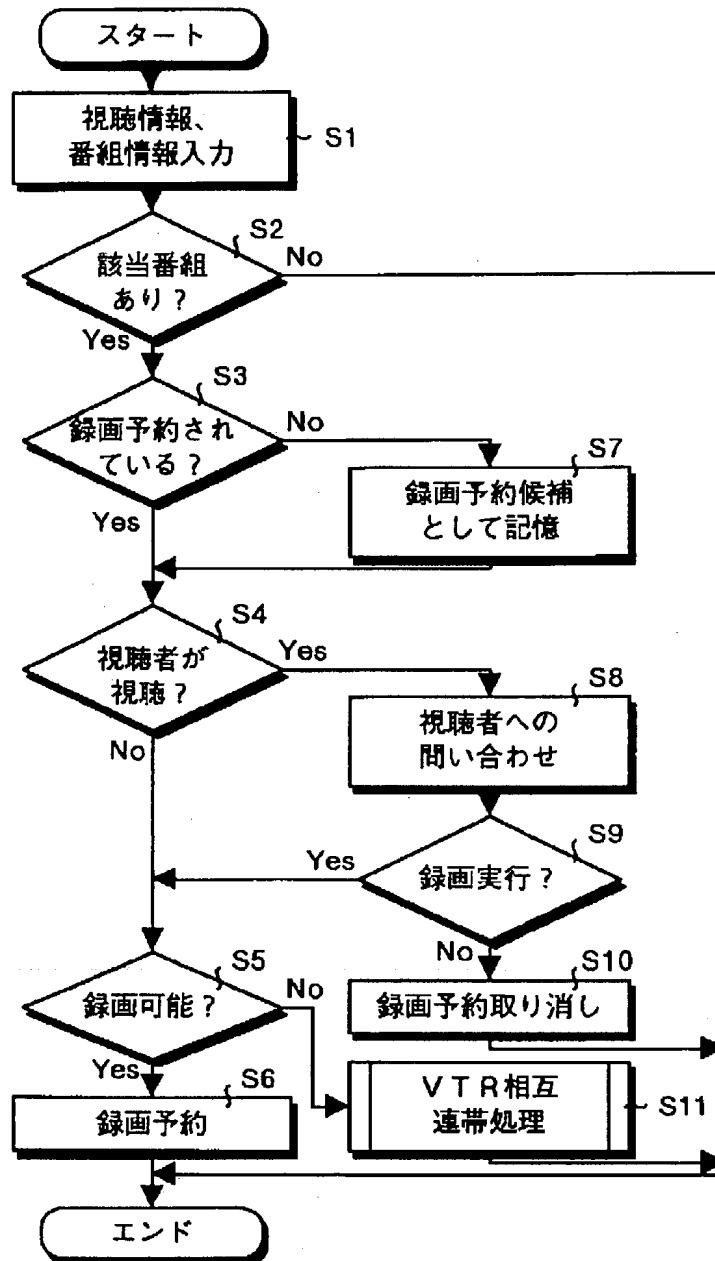 スタート
視聴情報、
番組情報入力
S1
S2
該当番組
あり？
No
Yes
S3
録画予約され
ている？
No
Yes
S7
録画予約候補
として記憶
S4
視聴者が
視聴？
Yes
No
S8
視聴者への
問い合わせ
S9
録画実行？
Yes
No
S5
録画可能？
No
Yes
S10
録画予約取り消し
S6
録画予約
VTR相互
連帯処理
S11
エンド